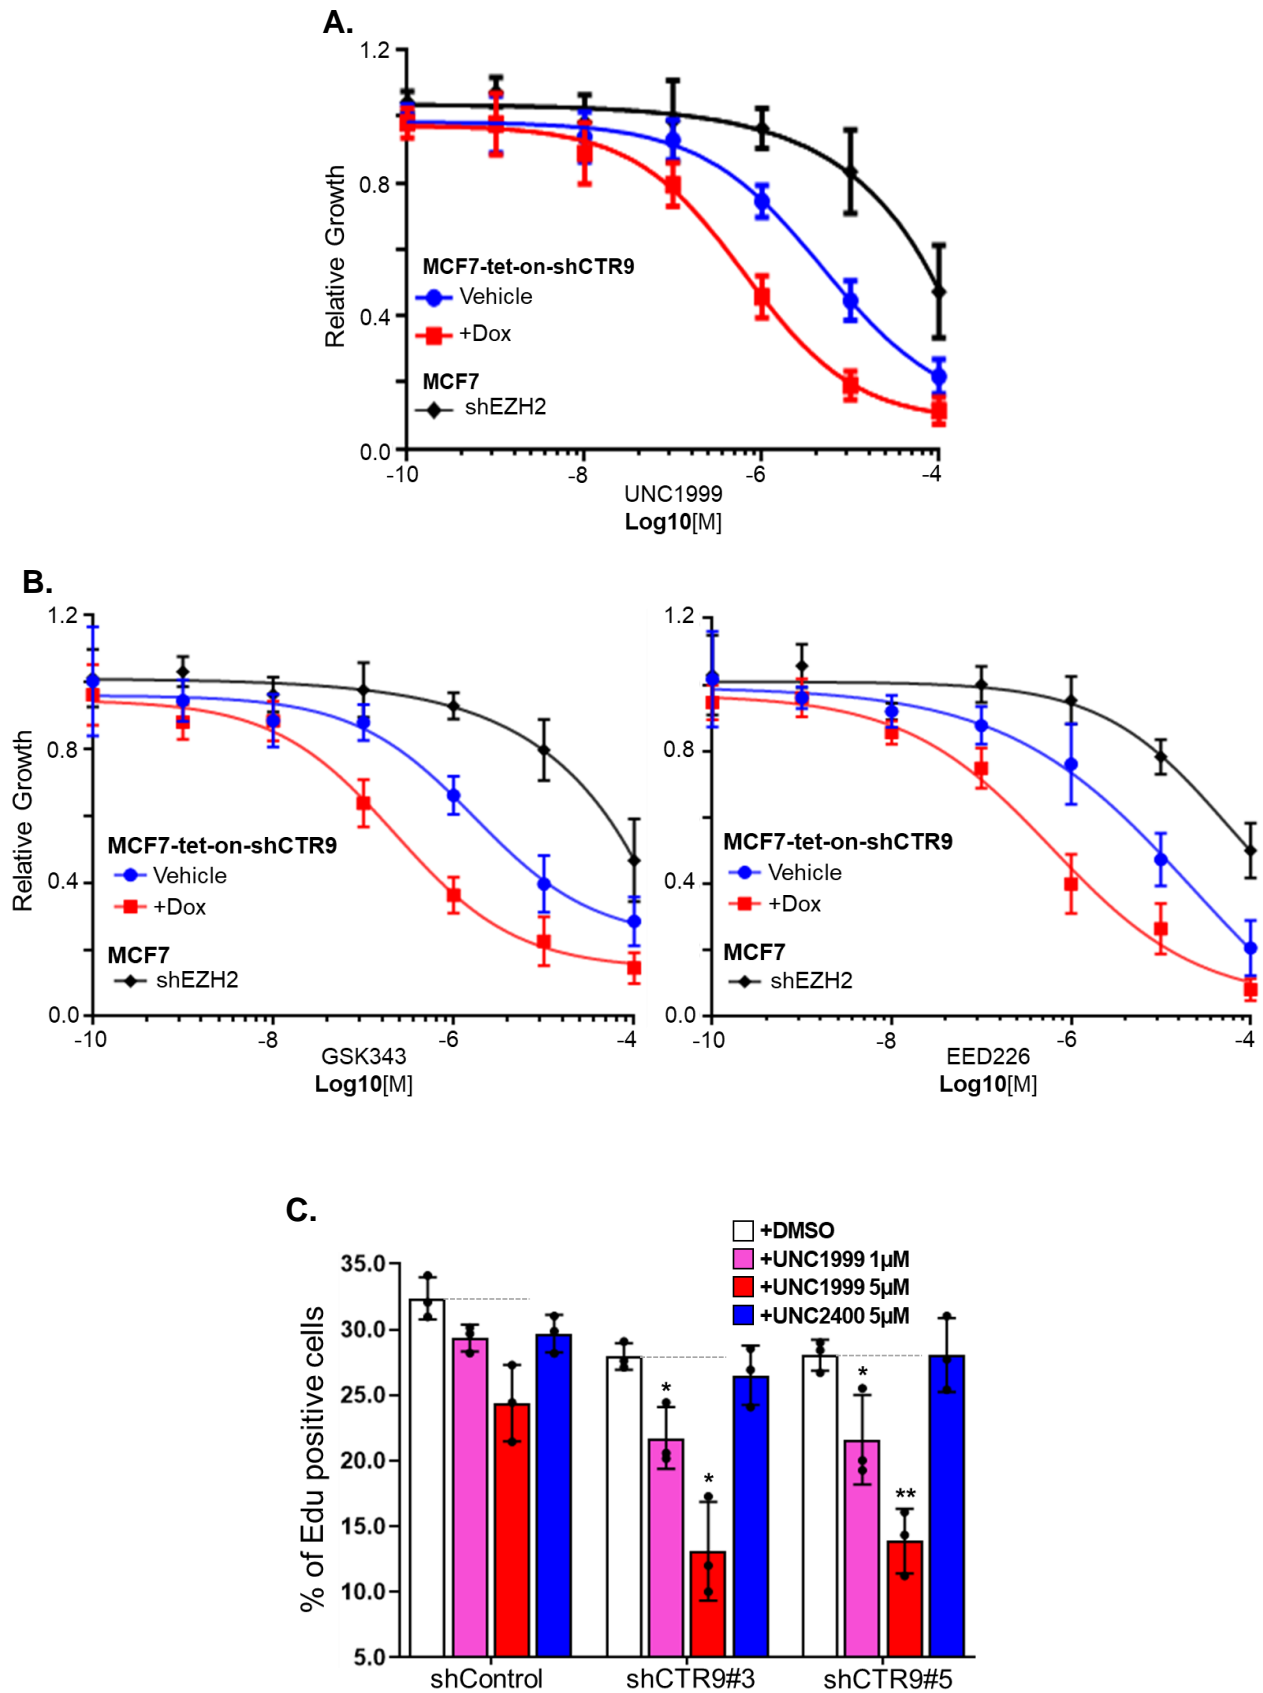 A.
1.2
0.8
0.4
0.0
Relative Growth
MCF7-tet-on-shCTR9
Vehicle
+Dox
MCF7
shEZH2
-10
-8
-6
-4
UNC1999
Log10[M]
B.
1.2
0.8
0.4
0.0
Relative Growth
MCF7-tet-on-shCTR9
Vehicle
+Dox
MCF7
shEZH2
-10
-8
-6
-4
GSK343
Log10[M]
1.2
0.8
0.4
0.0
MCF7-tet-on-shCTR9
Vehicle
+Dox
MCF7
shEZH2
-10
-8
-6
-4
EED226
Log10[M]
C.
+DMSO
+UNC1999 1µM
+UNC1999 5µM
+UNC2400 5µM
35.0
30.0
25.0
20.0
15.0
10.0
5.0
% of Edu positive cells
*
*
*
**
shControl
shCTR9#3
shCTR9#5